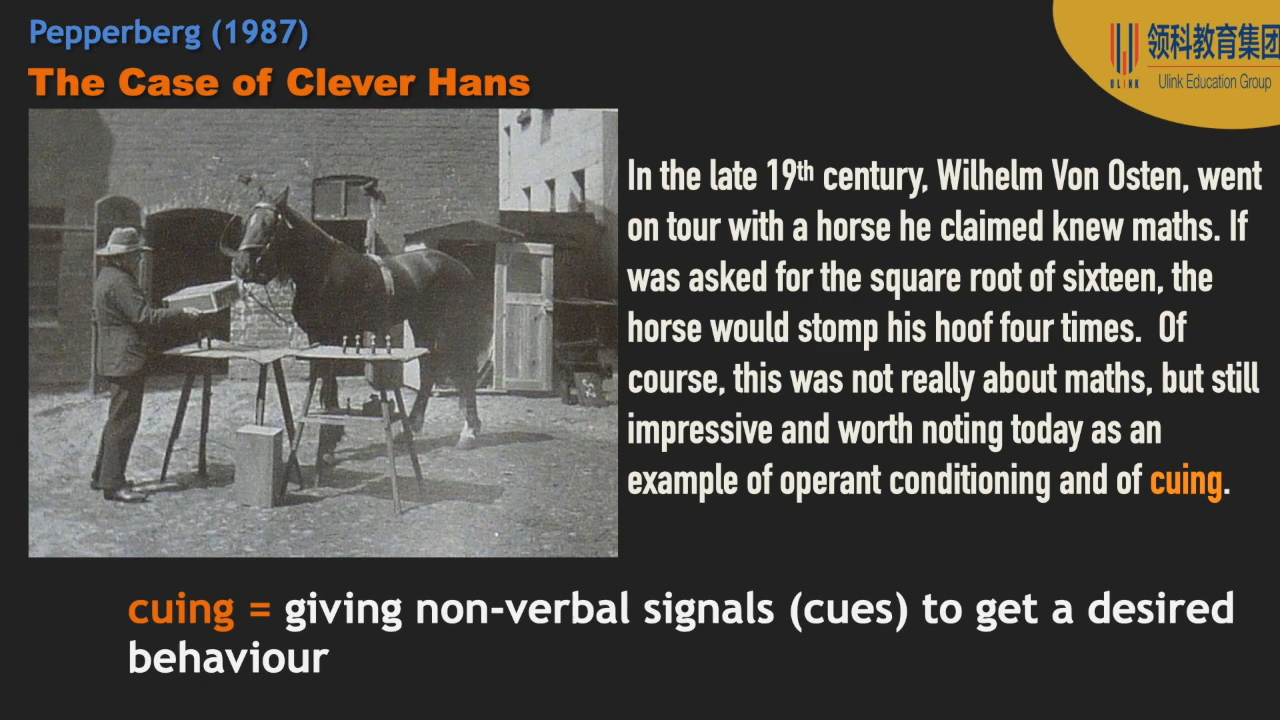 Pepperberg (1987)
The Case of Clever Hans
领科教育集团
ULINK
Ulink Education Group
In the late 19th century, Wilhelm Von Osten, went
on tour with a horse he claimed knew maths. If
was asked for the square root of sixteen, the
horse would stomp his hoof four times. Of
course, this was not really about maths, but still
impressive and worth noting today as an
example of operant conditioning and of cuing.
cuing = giving non-verbal signals (cues) to get a desired
behaviour